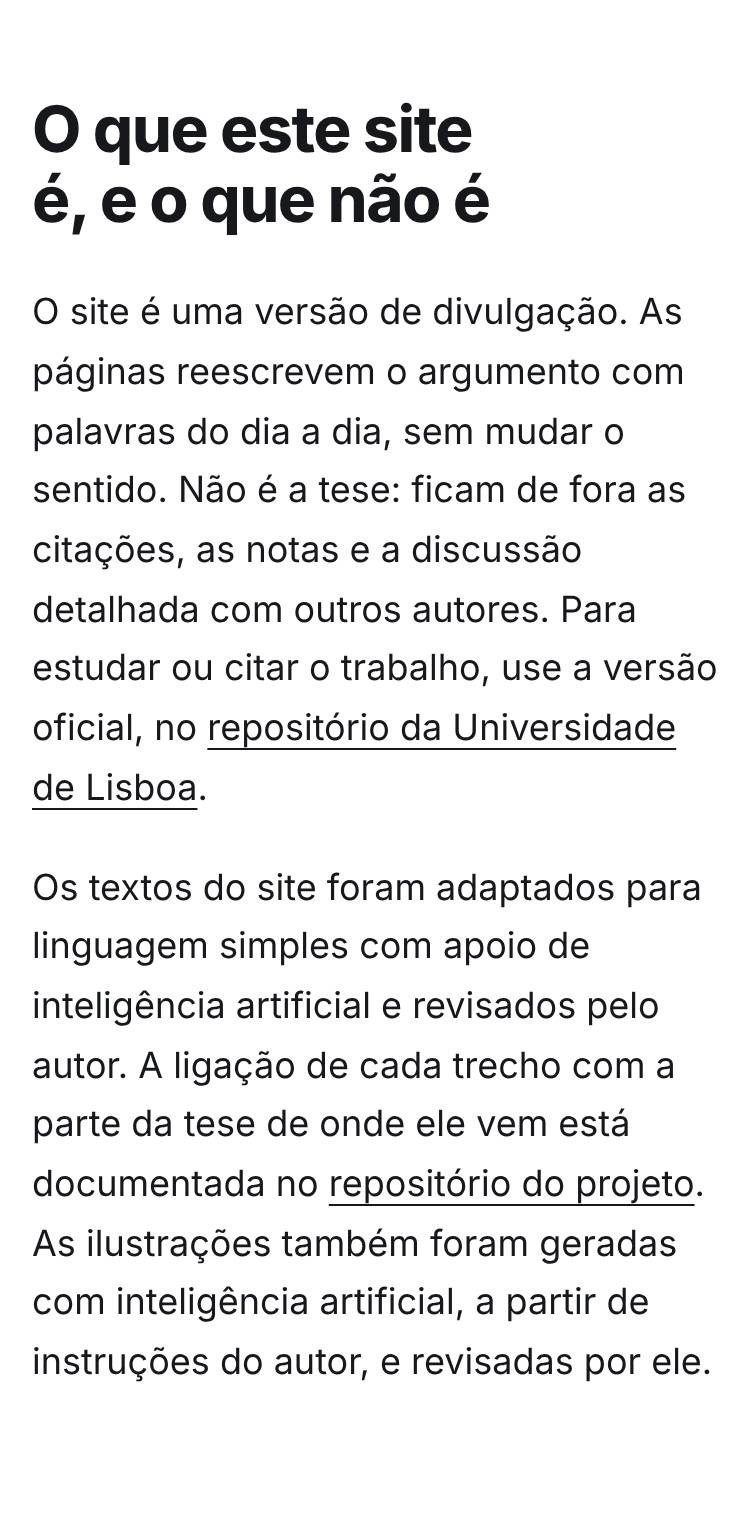 O que este site
é, e o que não é
O site é uma versão de divulgação. As
páginas reescrevem o argumento com
palavras do dia a dia, sem mudar o
sentido. Não é a tese: ficam de fora as
citações, as notas e a discussão
detalhada com outros autores. Para
estudar ou citar o trabalho, use a versão
oficial, no repositório da Universidade
de Lisboa.
Os textos do site foram adaptados para
linguagem simples com apoio de
inteligência artificial e revisados pelo
autor. A ligação de cada trecho com a
parte da tese de onde ele vem está
documentada no repositório do projeto.
As ilustrações também foram geradas
com inteligência artificial, a partir de
instruções do autor, e revisadas por ele.